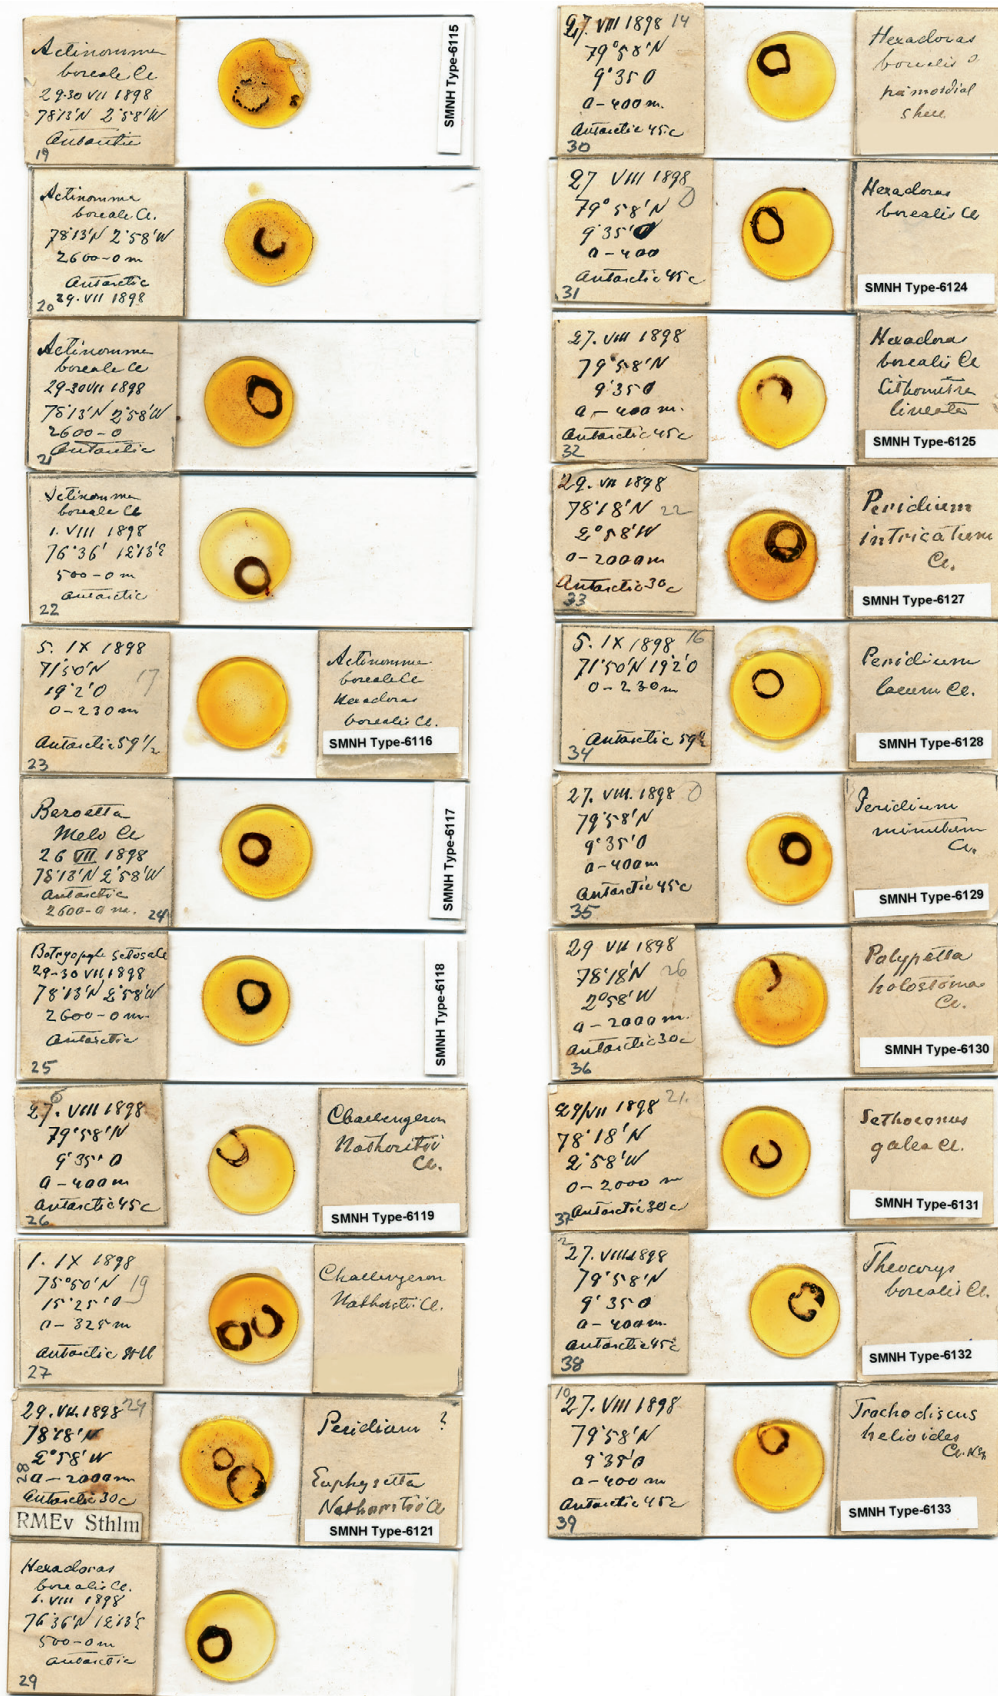 Actinomma
boreale Cl
29-30 VII 1898
78°13'N 2°58'W
Antarctic
19
SMNH Type-6115
Actinomma
boreale Cl.
78°13'N 2°58'W
2600-0 m
Antarctic
29. VII 1898
20
Actinomma
boreale Cl
29-30 VII 1898
78°13'N 2°58'W
2600-0
Antarctic
21
Actinomma
boreale Cl
1. VIII 1898
76°36' 12°13'E
500-0 m
Antarctic
22
5. IX 1898
71°50'N 17
19°2'O
0-230 m
Antarctic 59 1/2
23
Actinomma
boreale Cl
Hexadoras
borealis Cl.
SMNH Type-6116
Beroetta
Melo Cl
26 VII 1898
78°13'N 2°58'W
Antarctic
2600-0 m. 24
SMNH Type-6117
Botryopyle setosa Cl
29-30 VII 1898
78°13'N 2°58'W
2600-0 m.
Antarctic
25
SMNH Type-6118
27. VIII 1898
79°58'N
9°35'O
0-400 m
Antarctic 45c
26
Challengeron
Nathorsti
Cl.
SMNH Type-6119
1. IX 1898
75°50'N 19
15°25'O
0-325 m
Antarctic
27
Challengeron
Nathorsti Cl.
29. VII. 1898 24
78°18'N
2°58'W
0-2000 m
Antarctic 30c
28
RMEv Sthlm
Peridium ?
Euphysetta
Nathorsti Cl
SMNH Type-6121
Hexadoras
borealis Cl.
1. VIII 1898
76°36'N 12°13'E
500-0 m
Antarctic
29
27. VIII 1898 14
79°58'N
9°35 O
0-400 m.
Antarctic 45c
30
Hexadoras
borealis
primordial
shell
27 VIII 1898
79°58'N
9°35'O
0-400
Antarctic 45c
31
Hexadoras
borealis Cl
SMNH Type-6124
27. VIII 1898
79°58'N
9°35 O
0-400 m.
Antarctic 45c
32
Hexadoras
borealis Cl
Lithomitra
lineata
SMNH Type-6125
29. VII 1898
78°18'N 22
2°58'W
0-2000 m
Antarctic 30c
33
Peridium
intricatum
Cl.
SMNH Type-6127
5. IX 1898 16
71°50'N 19°2'O
0-230 m
Antarctic 59 1/2
34
Peridium
laxum Cl.
SMNH Type-6128
27. VIII. 1898
79°58'N
9°35'O
0-400 m
Antarctic 45c
35
Peridium
minutum
Cl.
SMNH Type-6129
29 VII 1898
78°18'N 26
2°58'W
0-2000 m.
Antarctic 30c
36
Polypetta
holostoma
Cl.
SMNH Type-6130
29/VII 1898 21.
78°18'N
2°58'W
0-2000 m
Antarctic 30c
37
Sethoconus
galea Cl.
SMNH Type-6131
2
27. VIII 1898
79°58'N
9°35 O
0-400 m.
Antarctic 45c
38
Theocorys
borealis Cl.
SMNH Type-6132
10
27. VIII 1898
79°58'N
9°35'O
0-400 m
Antarctic 45c
39
Trochodiscus
helioides
Cl.
SMNH Type-6133